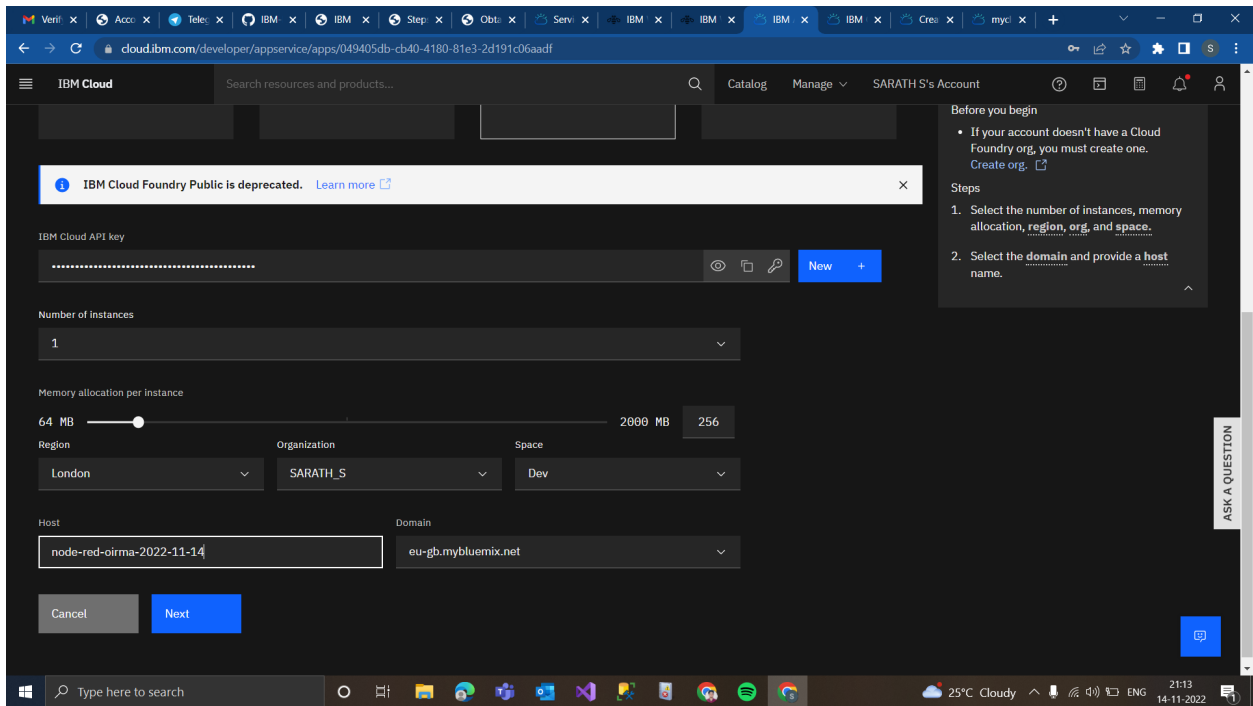 Verif
Acco
Teleg
IBM-
IBM
Step:
Obta
Servi
IBM
IBM
IBM
IBM
Crea
mycl
cloud.ibm.com/developer/appservice/apps/049405db-cb40-4180-81e3-2d191c06aadf
S
IBM Cloud
Search resources and products...
Catalog
Manage
SARATH S's Account
Before you begin
• If your account doesn't have a Cloud
Foundry org, you must create one.
Create org.
Steps
1. Select the number of instances, memory
allocation, region, org, and space.
2. Select the domain and provide a host
name.
IBM Cloud Foundry Public is deprecated. Learn more
IBM Cloud API key
New +
Number of instances
1
Memory allocation per instance
64 MB
2000 MB
256
Region
Organization
Space
London
SARATH_S
Dev
Host
Domain
node-red-oirma-2022-11-14
eu-gb.mybluemix.net
Cancel
Next
ASK A QUESTION
Type here to search
25°C Cloudy
ENG
21:13
14-11-2022
1